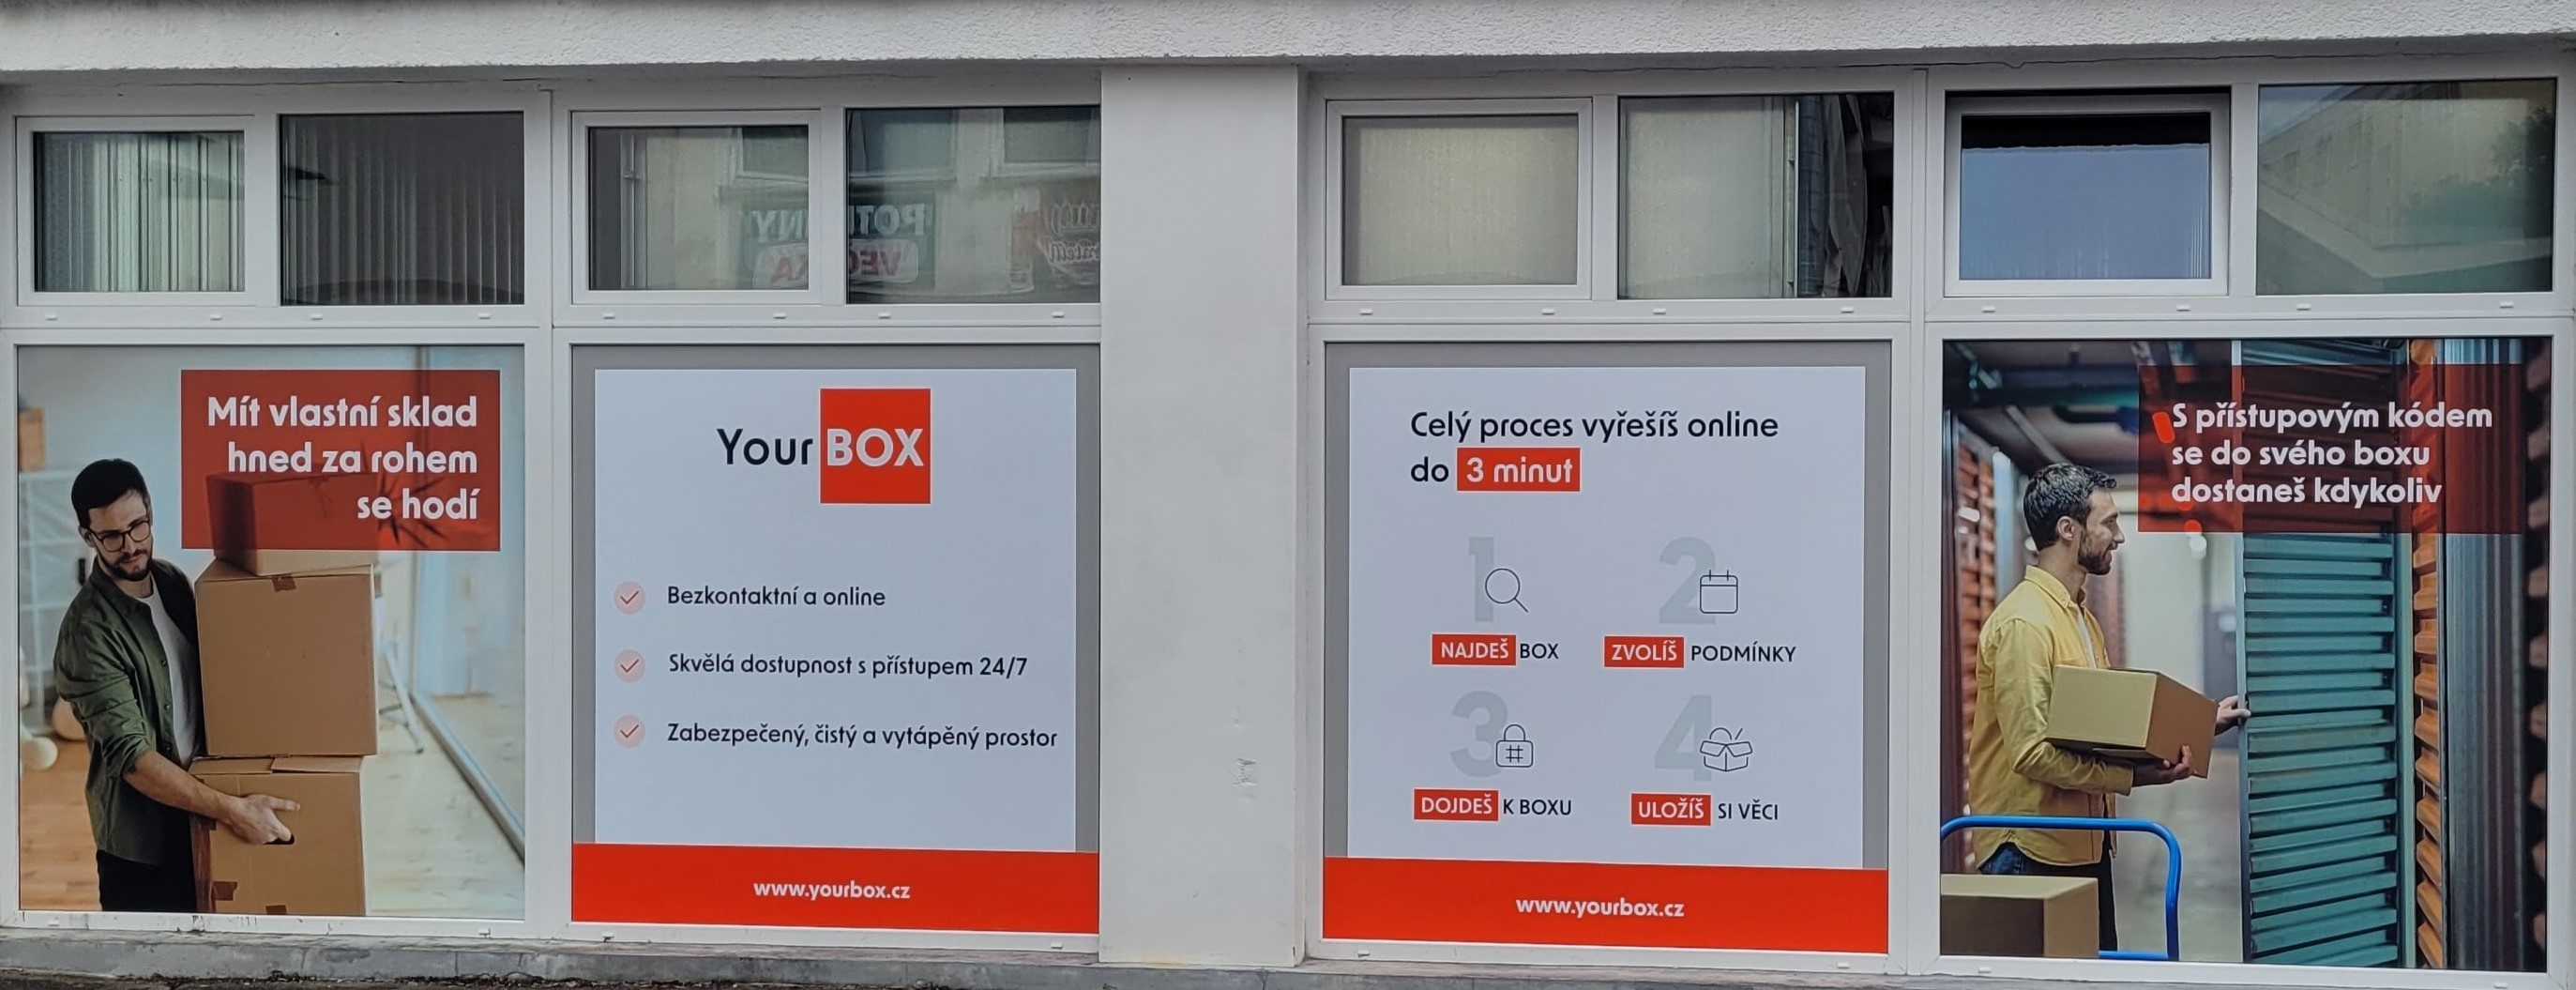 Mít vlastní sklad
hned za rohem
se hodí
Your BOX
Bezkontaktní a online
Skvělá dostupnost s přístupem 24/7
Zabezpečený, čistý a vytápěný prostor
www.yourbox.cz
Celý proces vyřešíš online
do 3 minut
1 2
NAJDEŠ BOX ZVOLÍŠ PODMÍNKY
3 4
DOJDEŠ K BOXU ULOŽÍŠ SI VĚCI
www.yourbox.cz
S přístupovým kódem
se do svého boxu
dostaneš kdykoliv